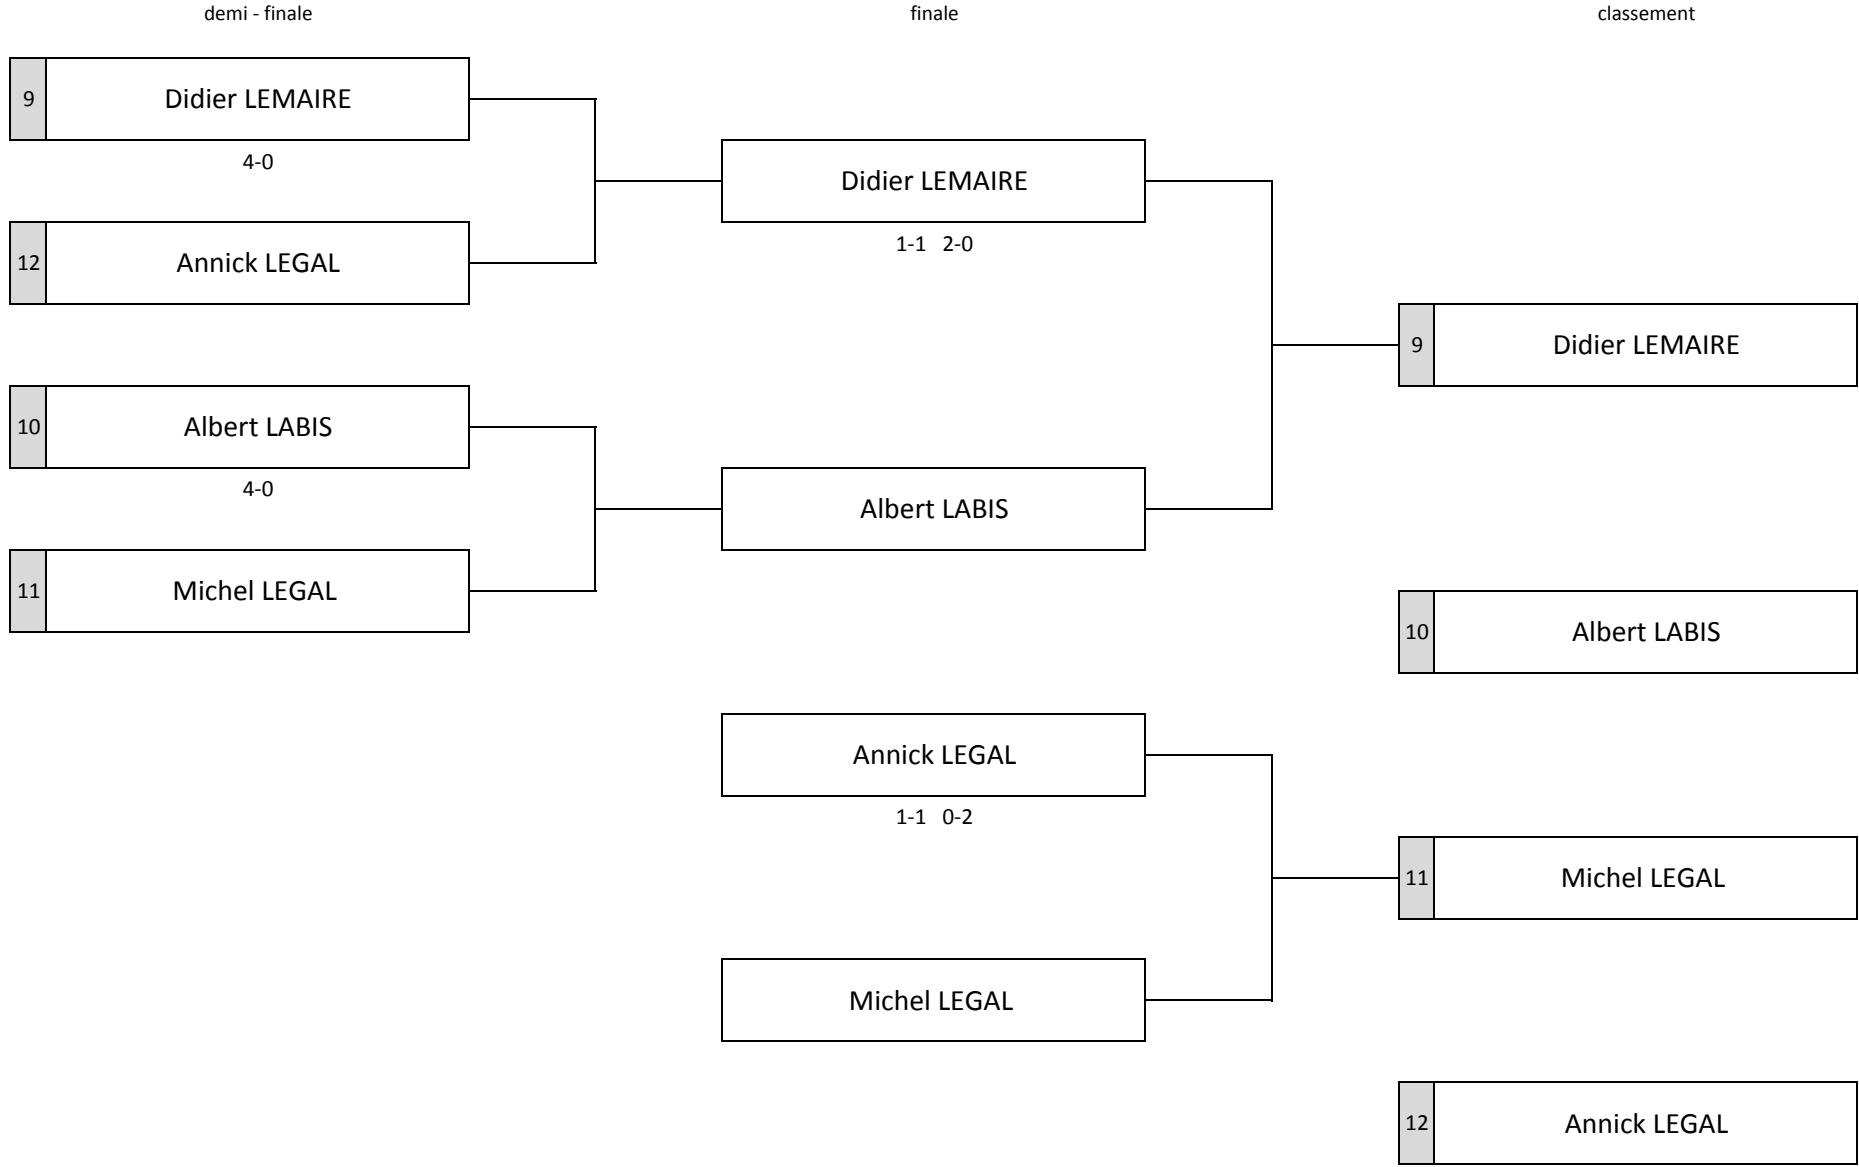 demi - finale
finale
classement
9 Didier LEMAIRE
4-0
12 Annick LEGAL
10 Albert LABIS
4-0
11 Michel LEGAL
Didier LEMAIRE
1-1 2-0
Albert LABIS
Annick LEGAL
1-1 0-2
Michel LEGAL
9 Didier LEMAIRE
10 Albert LABIS
11 Michel LEGAL
12 Annick LEGAL